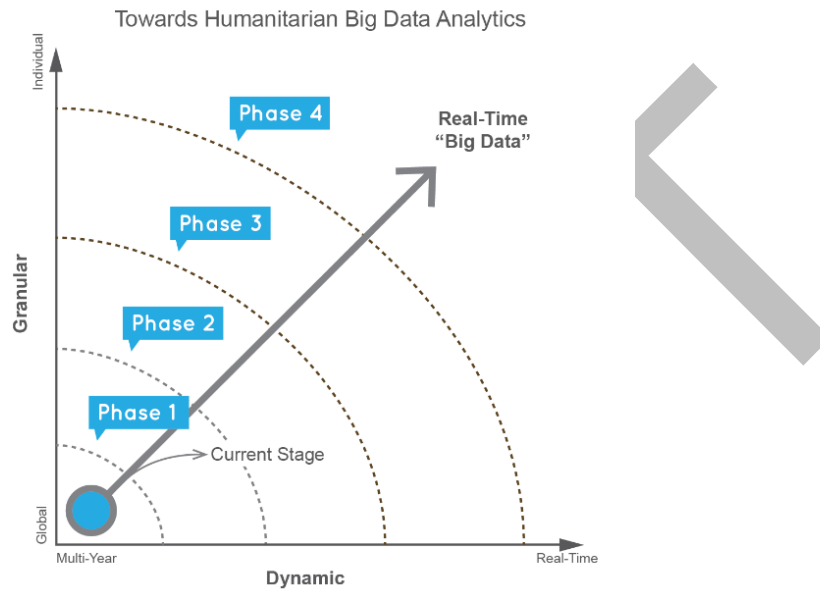 Towards Humanitarian Big Data Analytics
Individual
Phase 4
Real-Time
“Big Data”
Phase 3
Granular
Phase 2
Phase 1
Current Stage
Global
Multi-Year
Real-Time
Dynamic